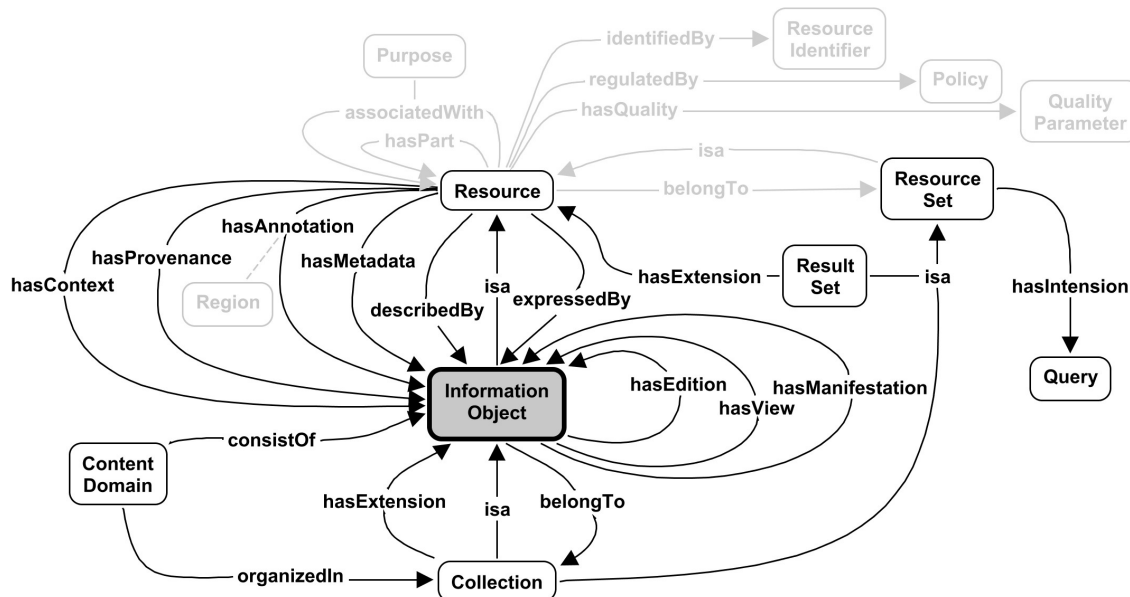 Resource
Identifier
identifiedBy
Purpose
regulatedBy
Policy
associatedWith
hasQuality
Quality
Parameter
hasPart
isa
Resource
belongTo
Resource
Set
hasAnnotation
hasProvenance
hasMetadata
hasContext
isa
hasExtension
Result
Set
isa
hasIntension
Region
describedBy
expressedBy
Information
Object
hasEdition
hasView
hasManifestation
Query
consistOf
Content
Domain
hasExtension
isa
belongTo
organizedIn
Collection